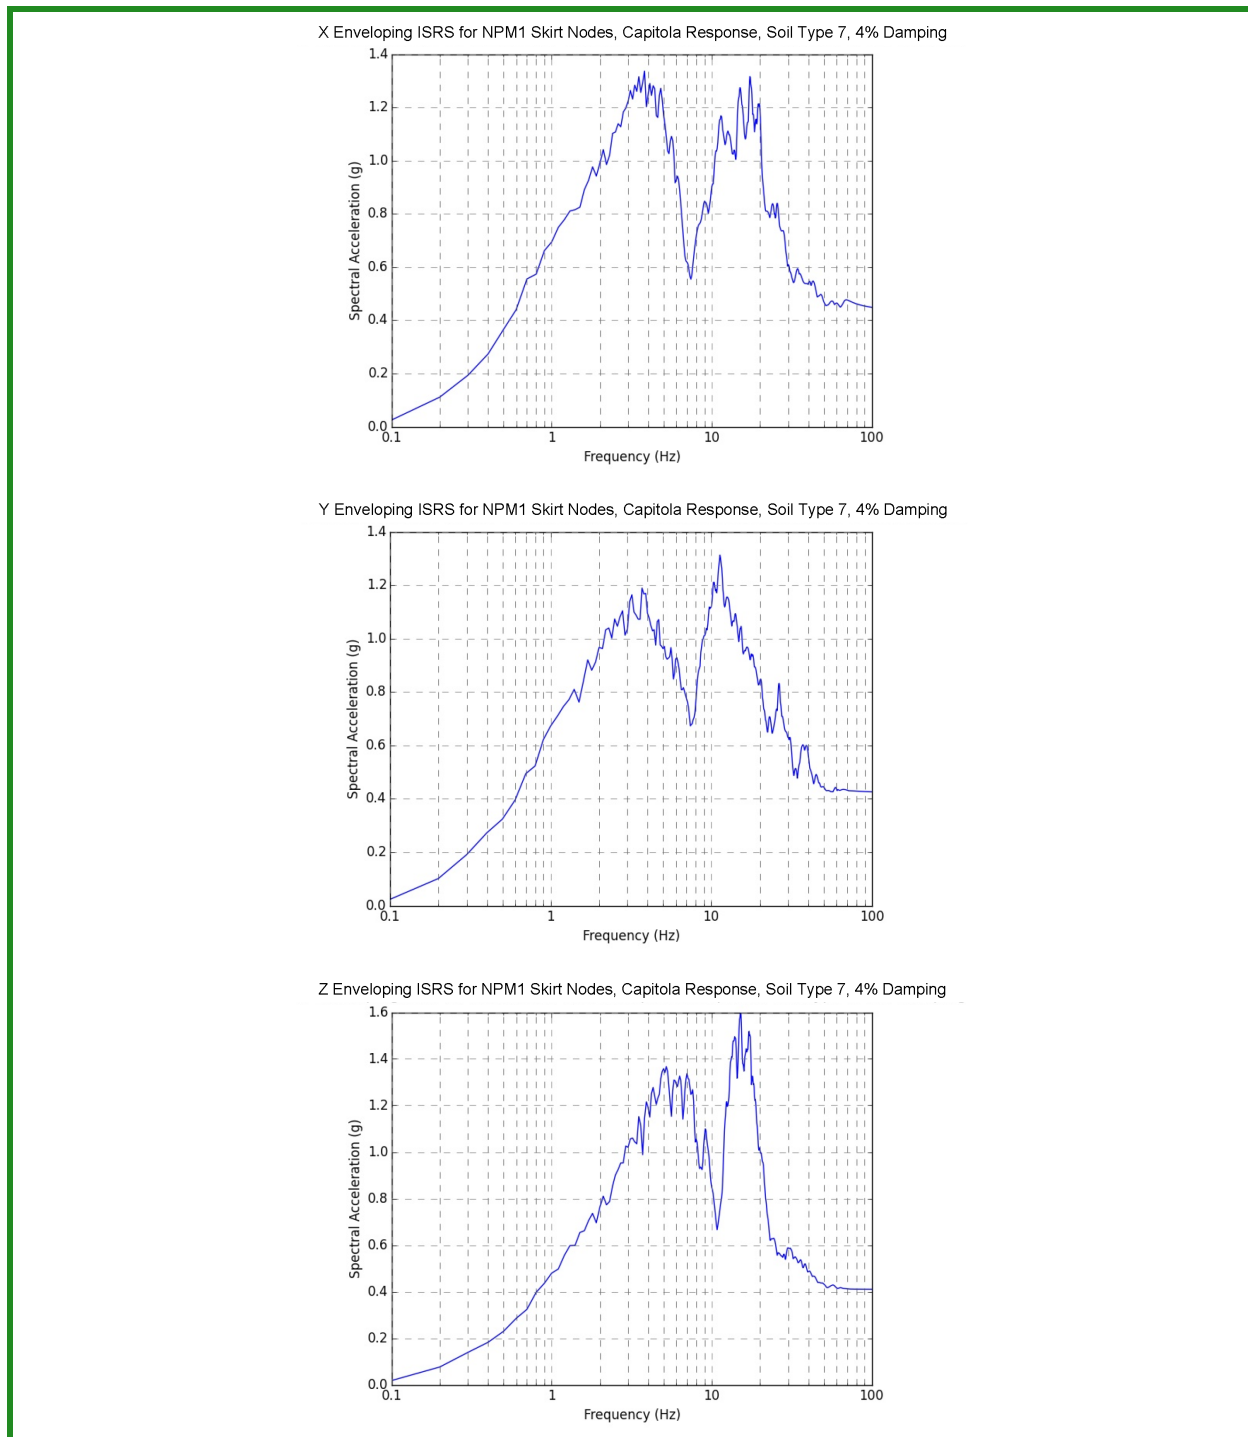 X Enveloping ISRS for NPM1 Skirt Nodes, Capitola Response, Soil Type 7, 4% Damping
1.4
1.2
1.0
0.8
0.6
0.4
0.2
0.0
Spectral Acceleration (g)
0.1 1 10 100
Frequency (Hz)
Y Enveloping ISRS for NPM1 Skirt Nodes, Capitola Response, Soil Type 7, 4% Damping
1.4
1.2
1.0
0.8
0.6
0.4
0.2
0.0
Spectral Acceleration (g)
0.1 1 10 100
Frequency (Hz)
Z Enveloping ISRS for NPM1 Skirt Nodes, Capitola Response, Soil Type 7, 4% Damping
1.6
1.4
1.2
1.0
0.8
0.6
0.4
0.2
0.0
Spectral Acceleration (g)
0.1 1 10 100
Frequency (Hz)